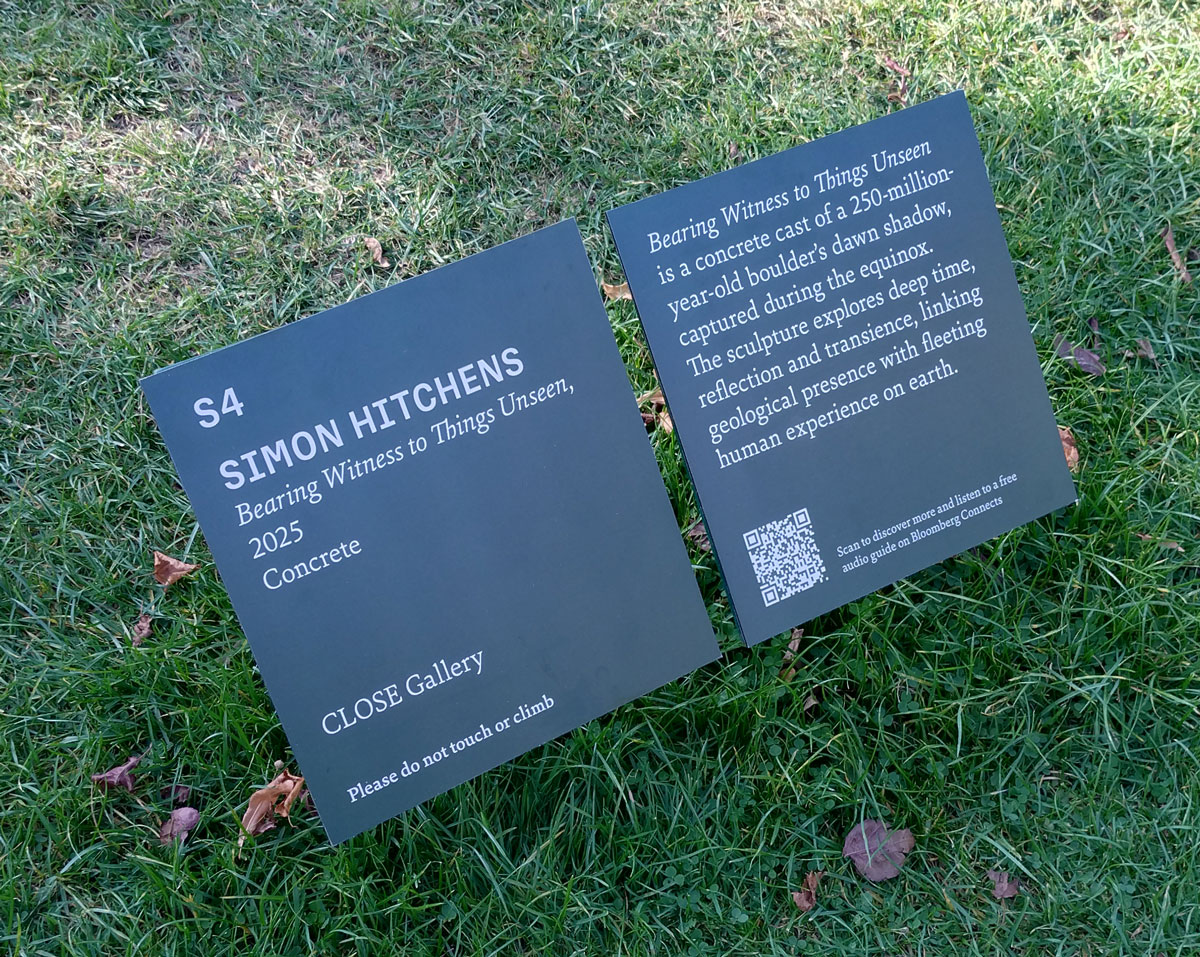 S4
SIMON HITCHENS
Bearing Witness to Things Unseen,
2025
Concrete
CLOSE Gallery
Please do not touch or climb
Bearing Witness to Things Unseen
is a concrete cast of a 250-million-
year-old boulder's dawn shadow,
captured during the equinox.
The sculpture explores deep time,
reflection and transience, linking
geological presence with fleeting
human experience on earth.
Scan to discover more and listen to a free
audio guide on Bloomberg Connects